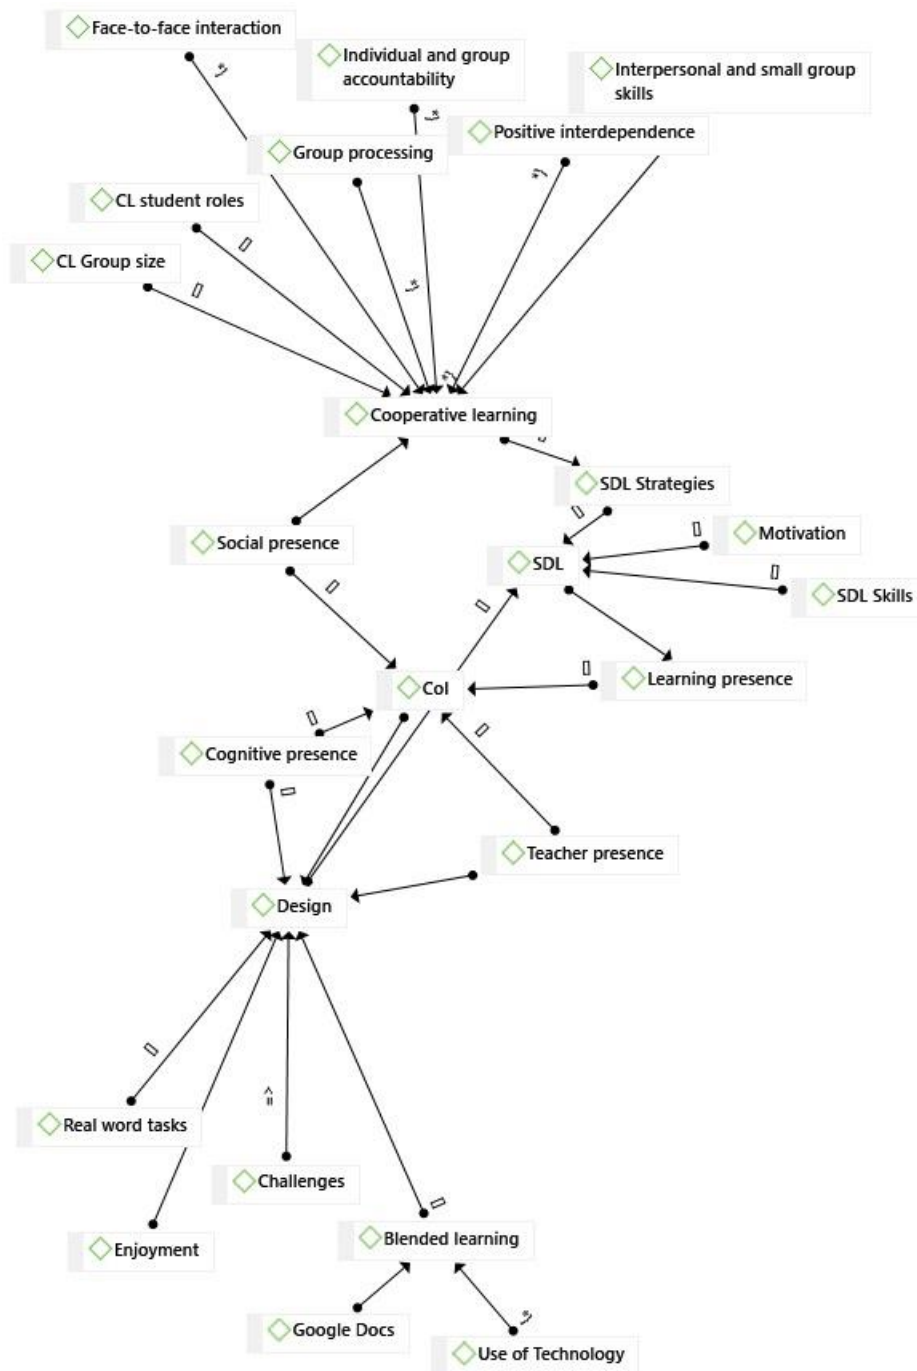 Face-to-face interaction
Individual and group
accountability
Interpersonal and small group
skills
Positive interdependence
Group processing
CL student roles
CL Group size
Cooperative learning
SDL Strategies
Motivation
Social presence
SDL
SDL Skills
Learning presence
CoI
Cognitive presence
Teacher presence
Design
Real word tasks
Challenges
Enjoyment
Blended learning
Google Docs
Use of Technology